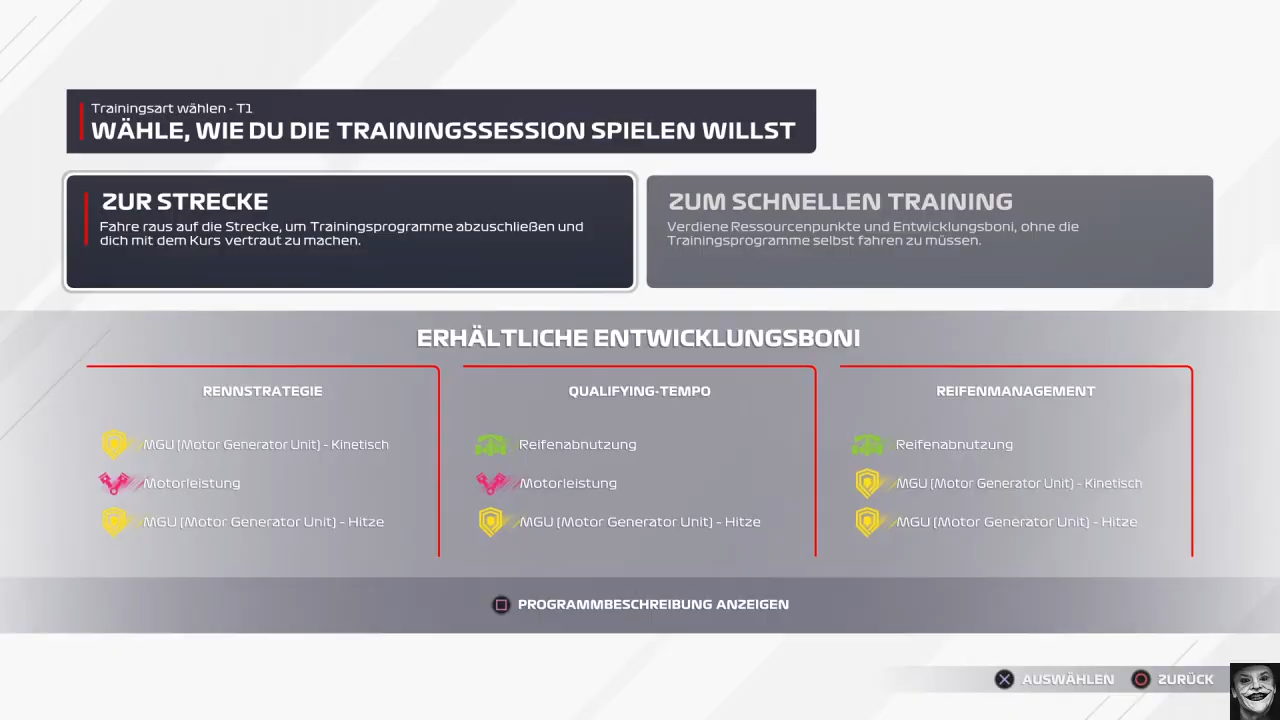 Trainingsart wählen - T1
WÄHLE, WIE DU DIE TRAININGSSESSION SPIELEN WILLST
ZUR STRECKE
Fahre raus auf die Strecke, um Trainingsprogramme abzuschließen und
dich mit dem Kurs vertraut zu machen.
ZUM SCHNELLEN TRAINING
Verdiene Ressourcenpunkte und Entwicklungsboni, ohne die
Trainingsprogramme selbst fahren zu müssen.
ERHÄLTLICHE ENTWICKLUNGSBONI
RENNSTRATEGIE
MGU (Motor Generator Unit) - Kinetisch
Motorleistung
MGU (Motor Generator Unit) - Hitze
QUALIFYING-TEMPO
Reifenabnutzung
Motorleistung
MGU (Motor Generator Unit) - Hitze
REIFENMANAGEMENT
Reifenabnutzung
MGU (Motor Generator Unit) - Kinetisch
MGU (Motor Generator Unit) - Hitze
PROGRAMMBESCHREIBUNG ANZEIGEN
AUSWÄHLEN
ZURÜCK